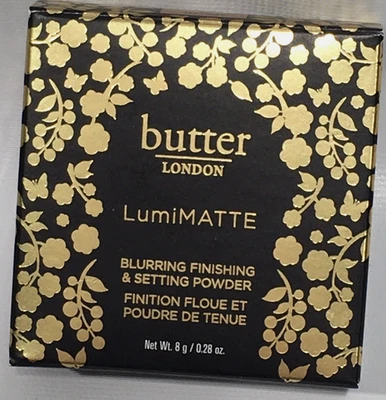 butter
LONDON
LumiMATTE
BLURRING FINISHING
& SETTING POWDER
FINITION FLOUE ET
POUDRE DE TENUE
Net Wt. 8 g / 0.28 oz.